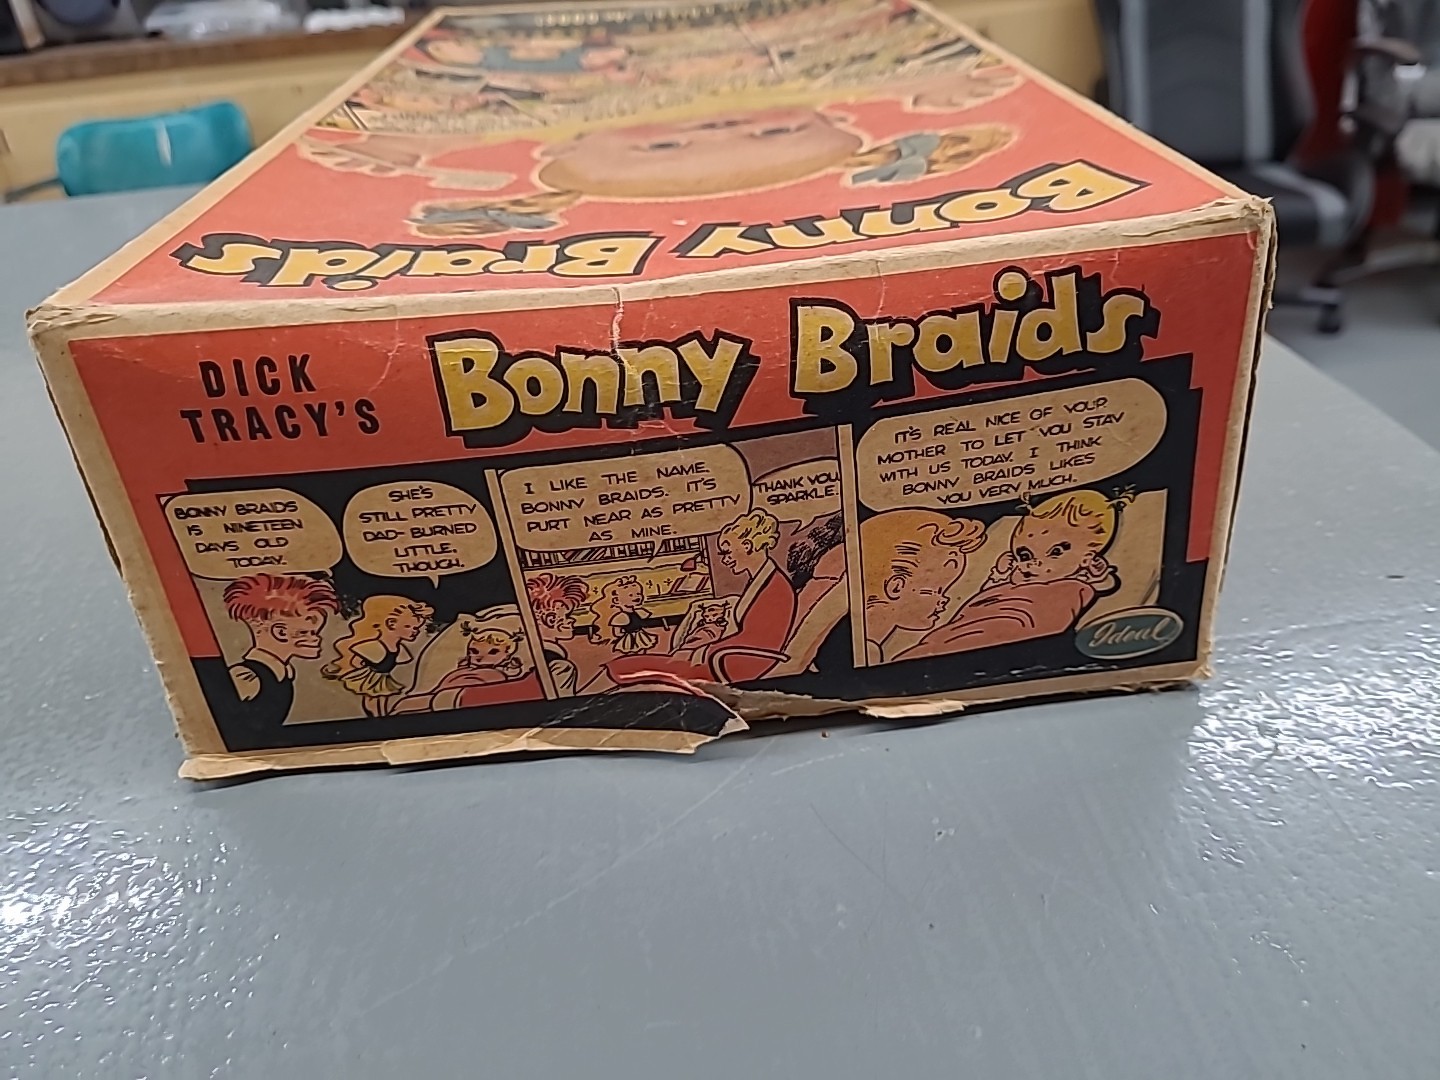 Bonny Braids
DICK
TRACY'S
Bonny Braids
BONNY BRAIDS
IS NINETEEN
DAYS OLD
TODAY.
SHE'S
STILL PRETTY
DAD-BURNED
LITTLE,
THOUGH.
I LIKE THE NAME,
BONNY BRAIDS. IT'S
PURT NEAR AS PRETTY
AS MINE.
THANK YOU,
SPARKLE.
IT'S REAL NICE OF YOUR
MOTHER TO LET YOU STAY
WITH US TODAY. I THINK
BONNY BRAIDS LIKES
YOU VERY MUCH.
Ideal